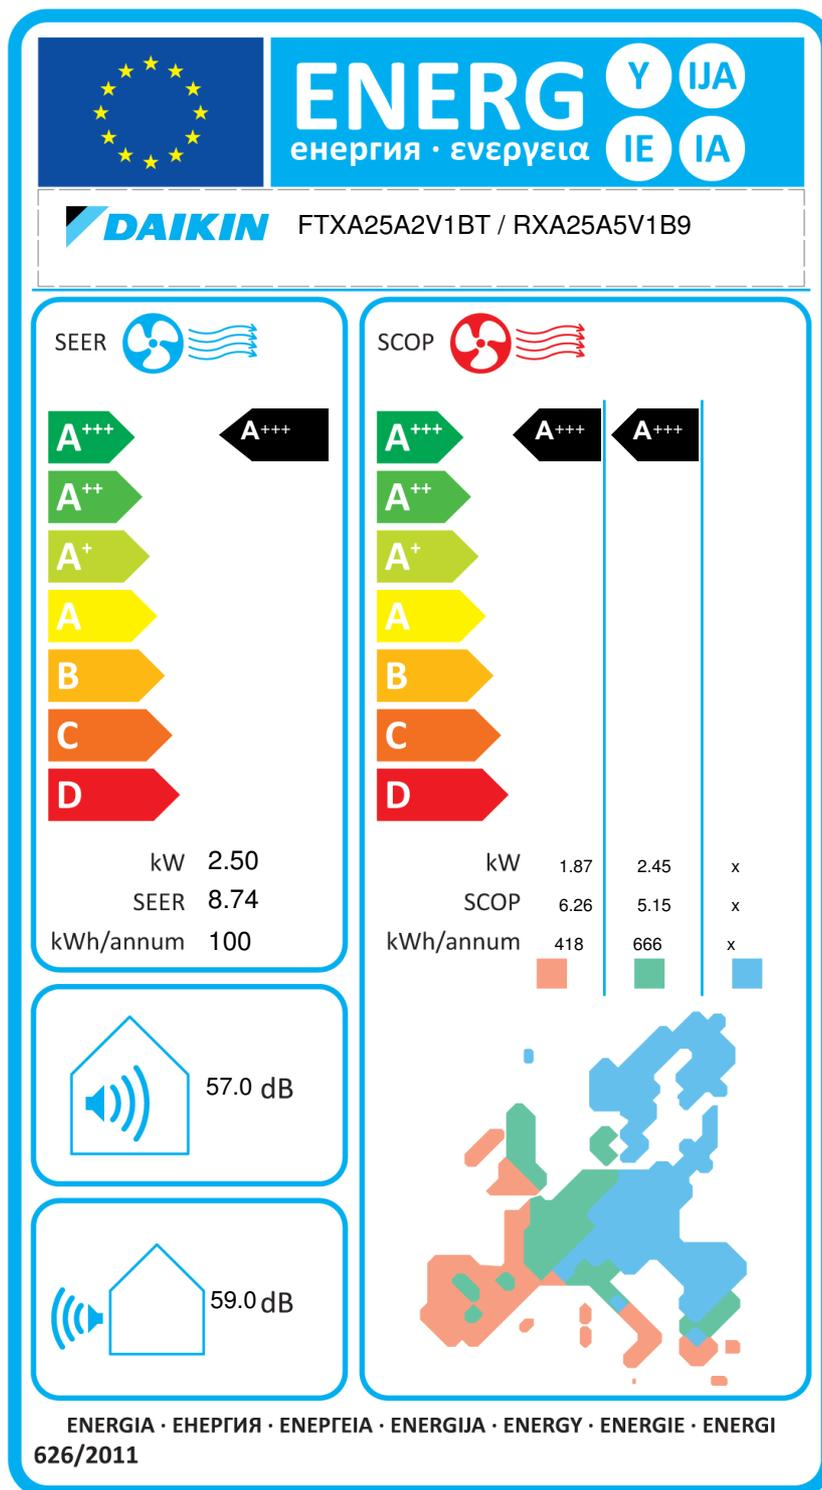 ENERG
енергия · ενεργεια
Y IJA
IE IA
DAIKIN FTXA25A2V1BT / RXA25A5V1B9
SEER
A+++ A+++
A++
A+
A
B
C
D
kW 2.50
SEER 8.74
kWh/annum 100
SCOP
A+++ A+++ A+++
A++
A+
A
B
C
D
kW 1.87 2.45 x
SCOP 6.26 5.15 x
kWh/annum 418 666 x
57.0 dB
59.0 dB
ENERGIA · ЕНЕРГИЯ · ΕΝΕΡΓΕΙΑ · ENERGIJA · ENERGY · ENERGIE · ENERGI
626/2011